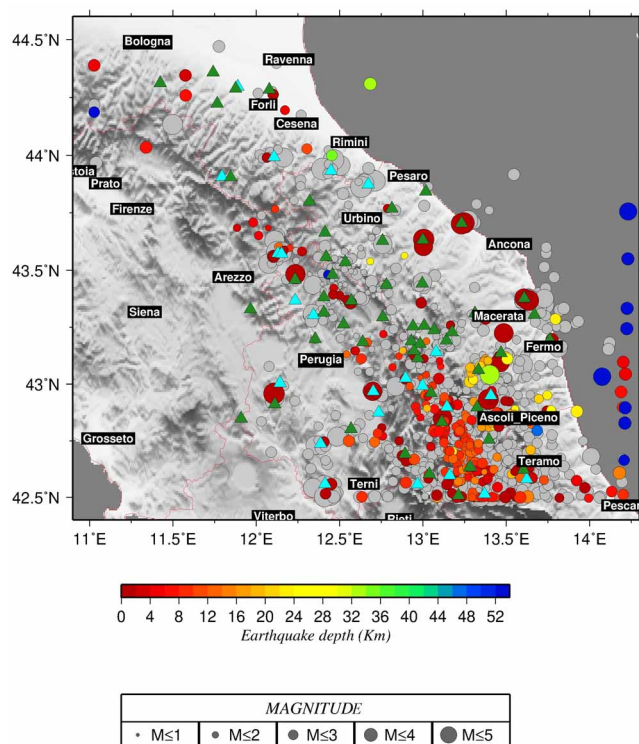 44.5°N
Bologna
Ravenna
Forli
Cesena
44°N
Rimini
stoia
Prato
Pesaro
Firenze
Urbino
43.5°N
Ancona
Arezzo
Siena
Macerata
Fermo
Perugia
43°N
Ascoli_Piceno
Grosseto
Teramo
42.5°N
Terni
Pescar
Viterbo
Rieti
11°E 11.5°E 12°E 12.5°E 13°E 13.5°E 14°E
0 4 8 12 16 20 24 28 32 36 40 44 48 52
Earthquake depth (Km)
MAGNITUDE
M≤1 M≤2 M≤3 M≤4 M≤5